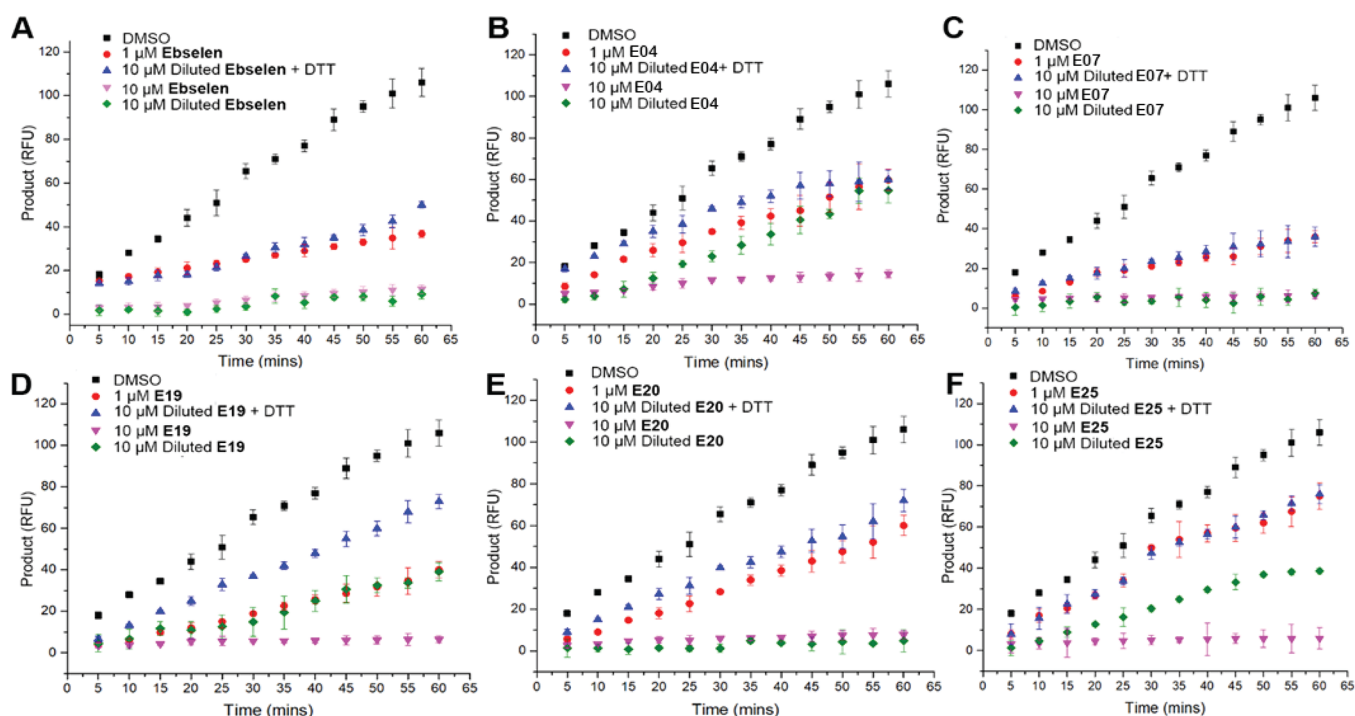 A
DMSO
1 µM Ebselen
10 µM Diluted Ebselen + DTT
10 µM Ebselen
10 µM Diluted Ebselen
Product (RFU)
120
100
80
60
40
20
0
0 5 10 15 20 25 30 35 40 45 50 55 60 65
Time (mins)
B
DMSO
1 µM E04
10 µM Diluted E04+ DTT
10 µM E04
10 µM Diluted E04
Product (RFU)
120
100
80
60
40
20
0
0 5 10 15 20 25 30 35 40 45 50 55 60 65
Time (mins)
C
DMSO
1 µM E07
10 µM Diluted E07+ DTT
10 µM E07
10 µM Diluted E07
Product (RFU)
120
100
80
60
40
20
0
0 5 10 15 20 25 30 35 40 45 50 55 60 65
Time (mins)
D
DMSO
1 µM E19
10 µM Diluted E19 + DTT
10 µM E19
10 µM Diluted E19
Product (RFU)
120
100
80
60
40
20
0
0 5 10 15 20 25 30 35 40 45 50 55 60 65
Time (mins)
E
DMSO
1 µM E20
10 µM Diluted E20 + DTT
10 µM E20
10 µM Diluted E20
Product (RFU)
120
100
80
60
40
20
0
0 5 10 15 20 25 30 35 40 45 50 55 60 65
Time (mins)
F
DMSO
1 µM E25
10 µM Diluted E25 + DTT
10 µM E25
10 µM Diluted E25
Product (RFU)
120
100
80
60
40
20
0
0 5 10 15 20 25 30 35 40 45 50 55 60 65
Time (mins)